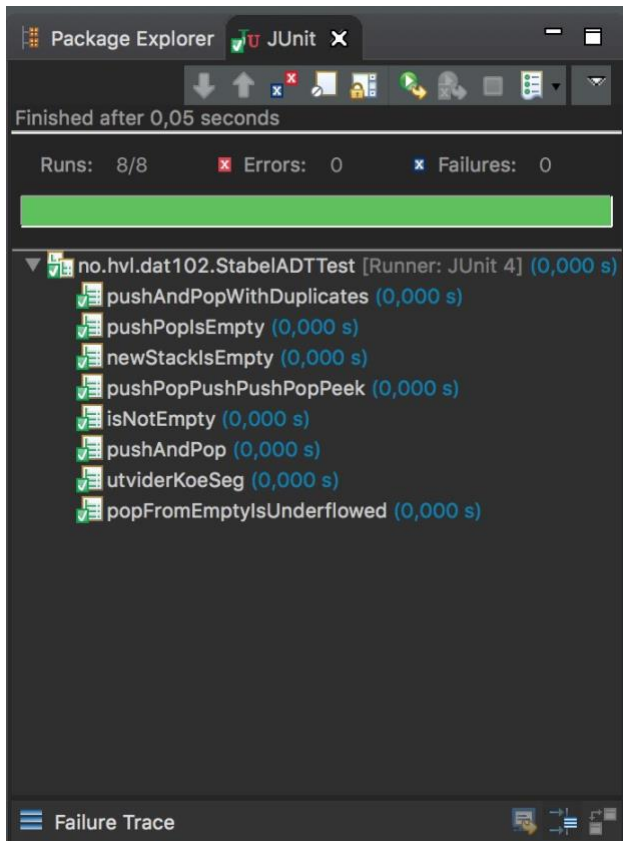 Package Explorer JUnit
Finished after 0,05 seconds
Runs: 8/8 Errors: 0 Failures: 0
no.hvl.dat102.StabelADTTest [Runner: JUnit 4] (0,000 s)
pushAndPopWithDuplicates (0,000 s)
pushPopIsEmpty (0,000 s)
newStackIsEmpty (0,000 s)
pushPopPushPushPopPeek (0,000 s)
isNotEmpty (0,000 s)
pushAndPop (0,000 s)
utviderKoeSeg (0,000 s)
popFromEmptyIsUnderflowed (0,000 s)
Failure Trace